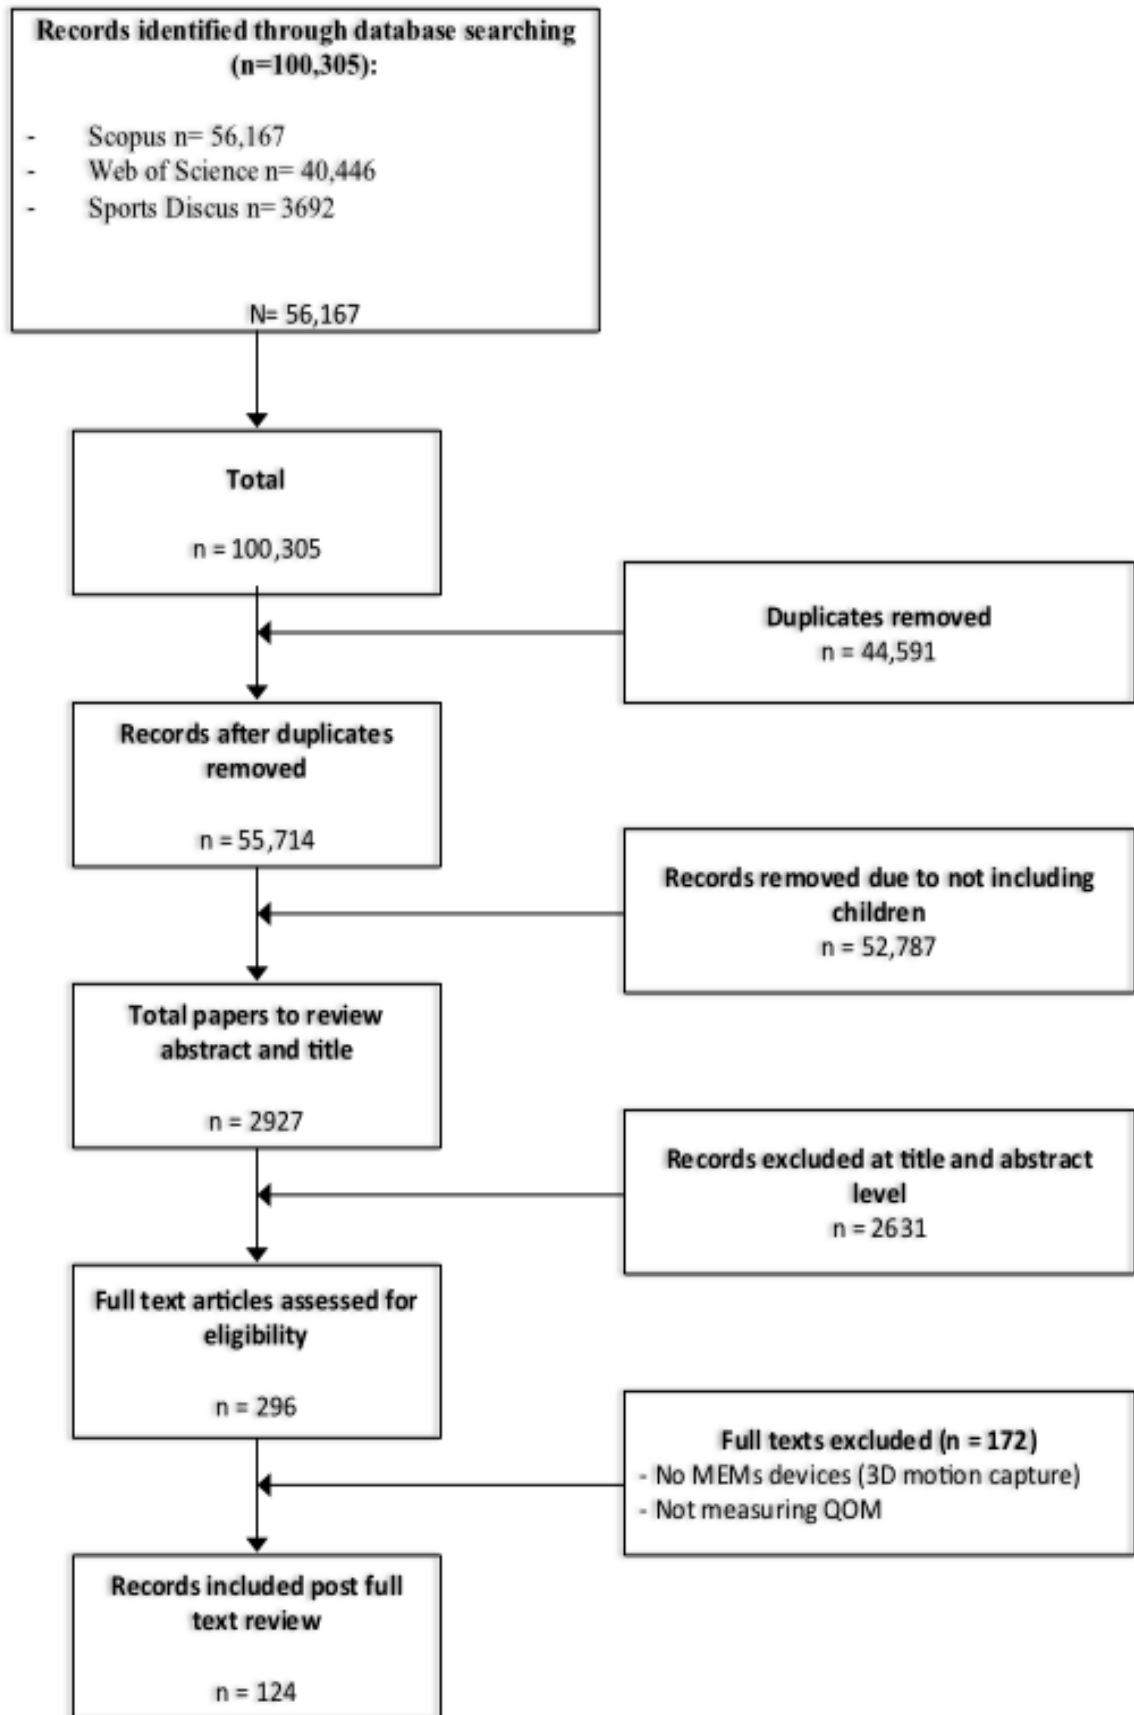 Records identified through database searching
(n=100,305):
- Scopus n= 56,167
- Web of Science n= 40,446
- Sports Discus n= 3692
N= 56,167
Total
n = 100,305
Duplicates removed
n = 44,591
Records after duplicates
removed
n = 55,714
Records removed due to not including
children
n = 52,787
Total papers to review
abstract and title
n = 2927
Records excluded at title and abstract
level
n = 2631
Full text articles assessed for
eligibility
n = 296
Full texts excluded (n = 172)
- No MEMs devices (3D motion capture)
- Not measuring QOM
Records included post full
text review
n = 124